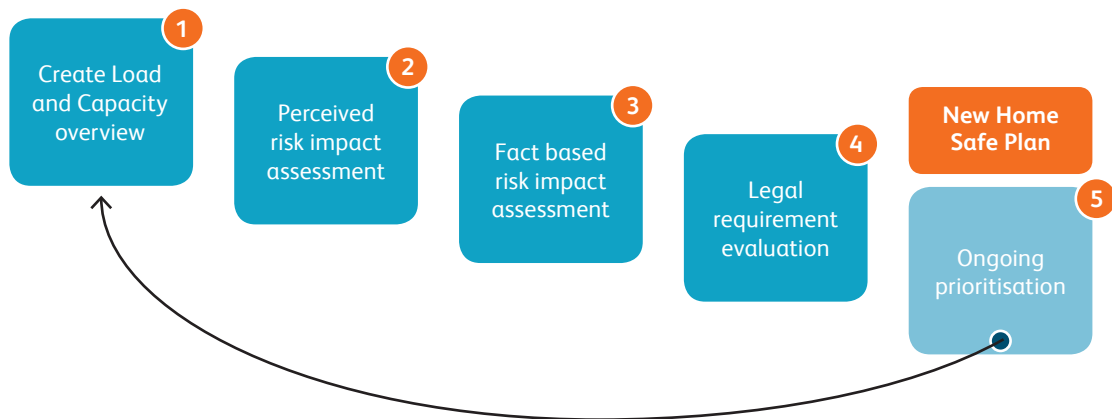 1
Create Load
and Capacity
overview
2
Perceived
risk impact
assessment
3
Fact based
risk impact
assessment
4
Legal
requirement
evaluation
New Home
Safe Plan
5
Ongoing
prioritisation